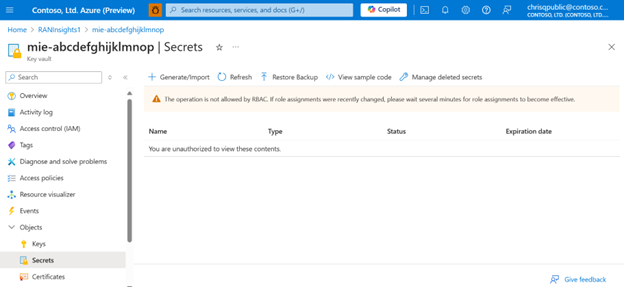 Contoso, Ltd. Azure (Preview)
Search resources, services, and docs (G+/)
Copilot
chrisqpublic@contoso.c...
CONTOSO, LTD. (CONTOSO, LTD....
Home > RANInsights1 > mie-abcdefghijklmnop
mie-abcdefghijklmnop | Secrets
Key vault
Search
Generate/Import
Refresh
Restore Backup
View sample code
Manage deleted secrets
Overview
Activity log
Access control (IAM)
Tags
Diagnose and solve problems
Access policies
Resource visualizer
Events
Objects
Keys
Secrets
Certificates
The operation is not allowed by RBAC. If role assignments were recently changed, please wait several minutes for role assignments to become effective.
Name Type Status Expiration date
You are unauthorized to view these contents.
Give feedback